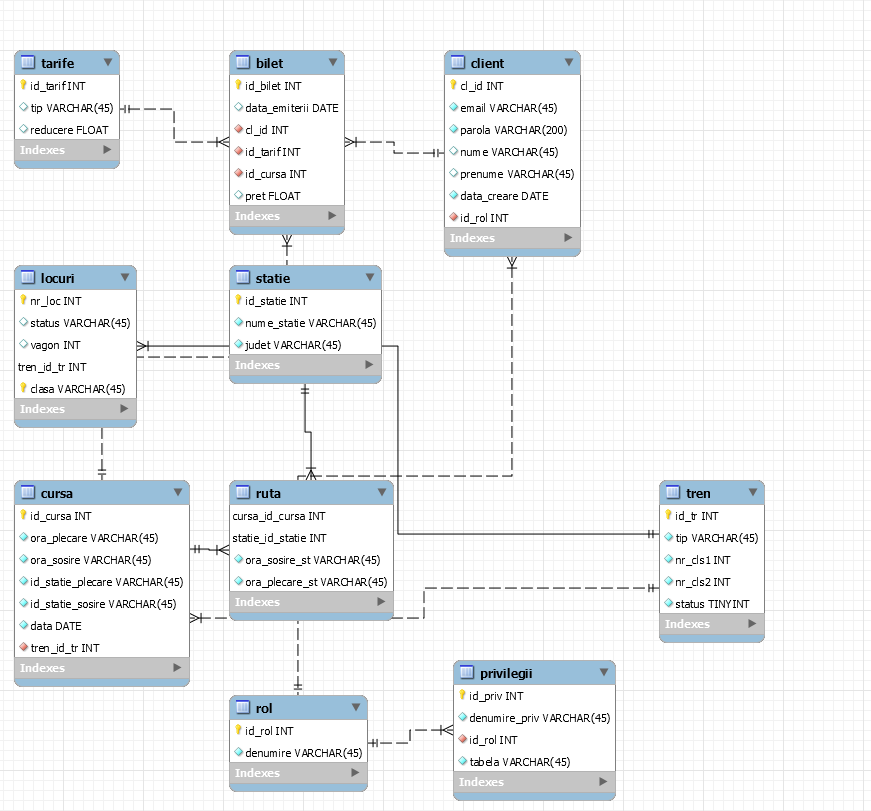 tarife
id_tarif INT
tip VARCHAR(45)
reducere FLOAT
Indexes
bilet
id_bilet INT
data_emiterii DATE
cl_id INT
id_tarif INT
id_cursa INT
pret FLOAT
Indexes
client
cl_id INT
email VARCHAR(45)
parola VARCHAR(200)
nume VARCHAR(45)
prenume VARCHAR(45)
data_creare DATE
id_rol INT
Indexes
locuri
nr_loc INT
status VARCHAR(45)
vagon INT
tren_id_tr INT
clasa VARCHAR(45)
Indexes
statie
id_statie INT
nume_statie VARCHAR(45)
judet VARCHAR(45)
Indexes
cursa
id_cursa INT
ora_plecare VARCHAR(45)
ora_sosire VARCHAR(45)
id_statie_plecare VARCHAR(45)
id_statie_sosire VARCHAR(45)
data DATE
tren_id_tr INT
Indexes
ruta
cursa_id_cursa INT
statie_id_statie INT
ora_sosire_st VARCHAR(45)
ora_plecare_st VARCHAR(45)
Indexes
tren
id_tr INT
tip VARCHAR(45)
nr_cls1 INT
nr_cls2 INT
status TINYINT
Indexes
rol
id_rol INT
denumire VARCHAR(45)
Indexes
privilegii
id_priv INT
denumire_priv VARCHAR(45)
id_rol INT
tabela VARCHAR(45)
Indexes